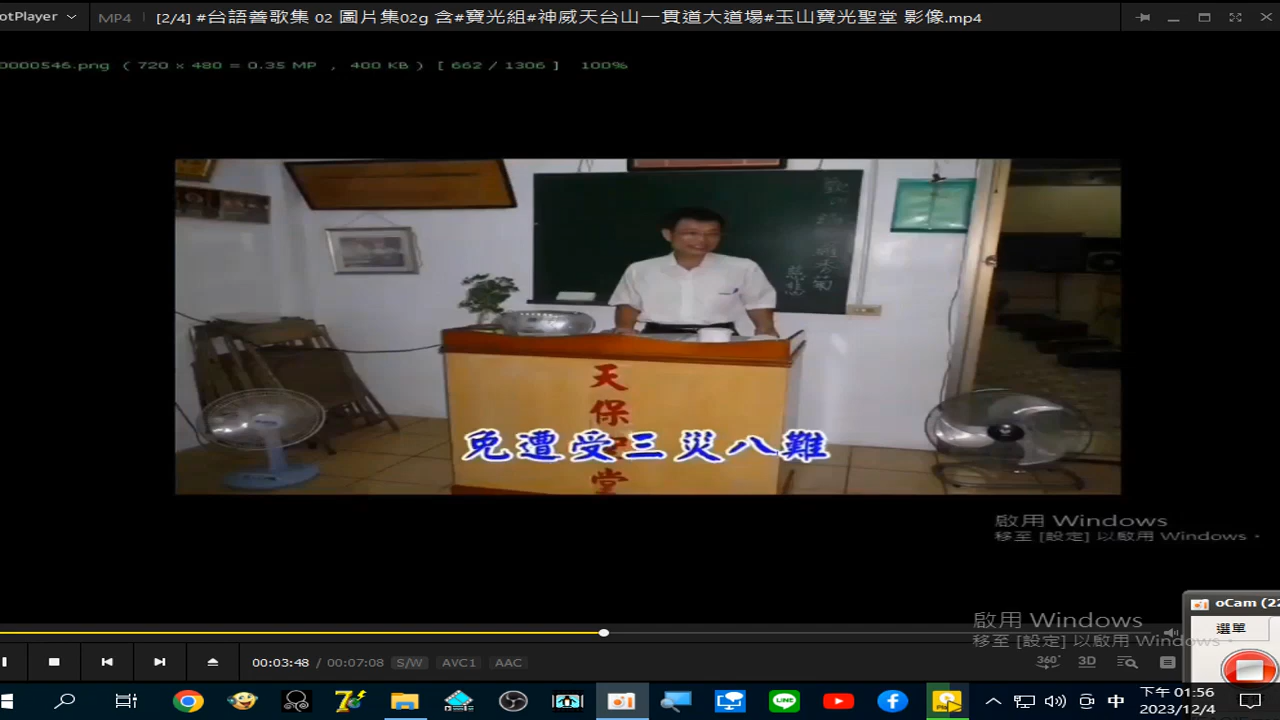 otPlayer
MP4
[2/4] #台語善歌集 02 圖片集02g 含#寶光組#神威天台山一貫道大道場#玉山寶光聖堂 影像.mp4
0000546.png ( 720 x 480 = 0.35 MP , 400 KB ) [ 662 / 1306 ] 100%
天
保
堂
免遭受三災八難
啟用 Windows
移至 [設定] 以啟用 Windows。
oCam (22
選單
啟用 Windows
移至 [設定] 以啟用 Windows。
00:03:48 / 00:07:08 S/W AVC1 AAC
360° 3D
LINE
中
下午 01:56
2023/12/4